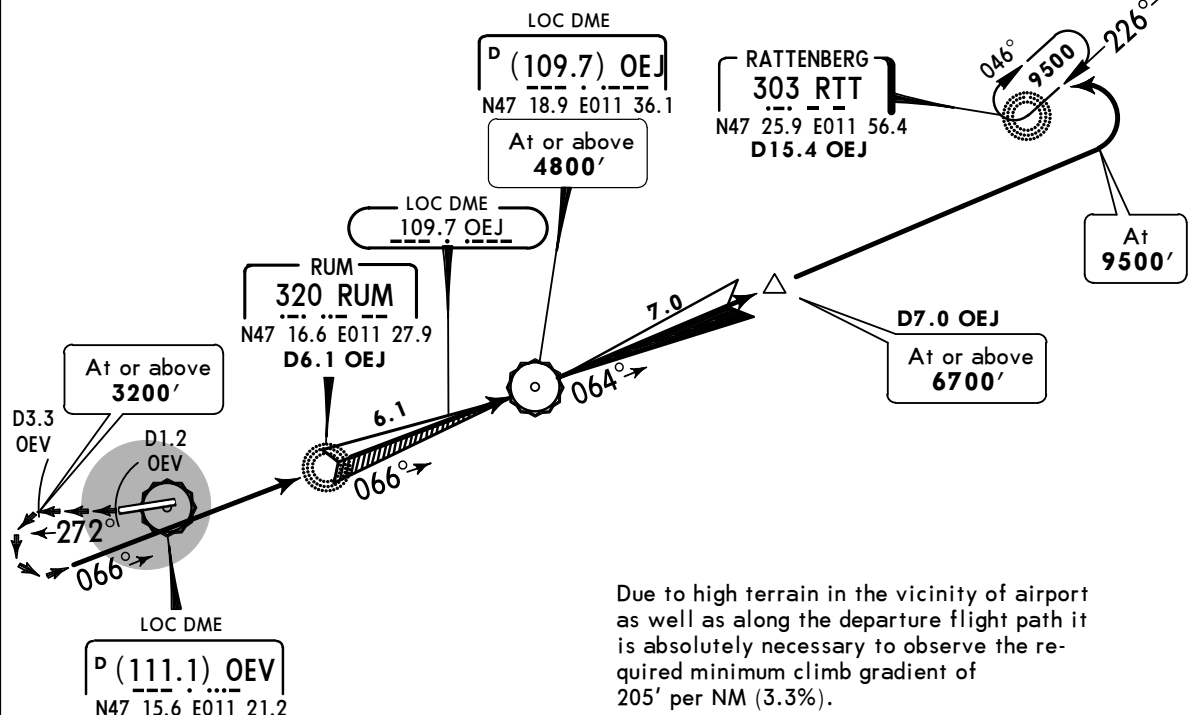 LOC DME
D (109.7) OEJ
N47 18.9 E011 36.1
At or above
4800'
RATTENBERG
303 RTT
N47 25.9 E011 56.4
D15.4 OEJ
046°
9500
226°
At
9500'
LOC DME
109.7 OEJ
RUM
320 RUM
N47 16.6 E011 27.9
D6.1 OEJ
7.0
D7.0 OEJ
At or above
6700'
064°
6.1
066°
At or above
3200'
D3.3
OEV
D1.2
OEV
272°
066°
LOC DME
D (111.1) OEV
N47 15.6 E011 21.2
Due to high terrain in the vicinity of airport
as well as along the departure flight path it
is absolutely necessary to observe the re-
quired minimum climb gradient of
205' per NM (3.3%).